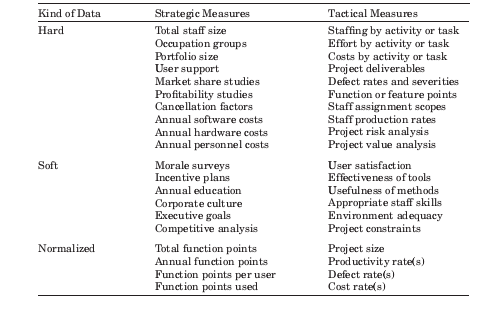 Kind of Data Strategic Measures Tactical Measures
Hard Total staff size Staffing by activity or task
Occupation groups Effort by activity or task
Portfolio size Costs by activity or task
User support Project deliverables
Market share studies Defect rates and severities
Profitability studies Function or feature points
Cancellation factors Staff assignment scopes
Annual software costs Staff production rates
Annual hardware costs Project risk analysis
Annual personnel costs Project value analysis
Soft Morale surveys User satisfaction
Incentive plans Effectiveness of tools
Annual education Usefulness of methods
Corporate culture Appropriate staff skills
Executive goals Environment adequacy
Competitive analysis Project constraints
Normalized Total function points Project size
Annual function points Productivity rate(s)
Function points per user Defect rate(s)
Function points used Cost rate(s)